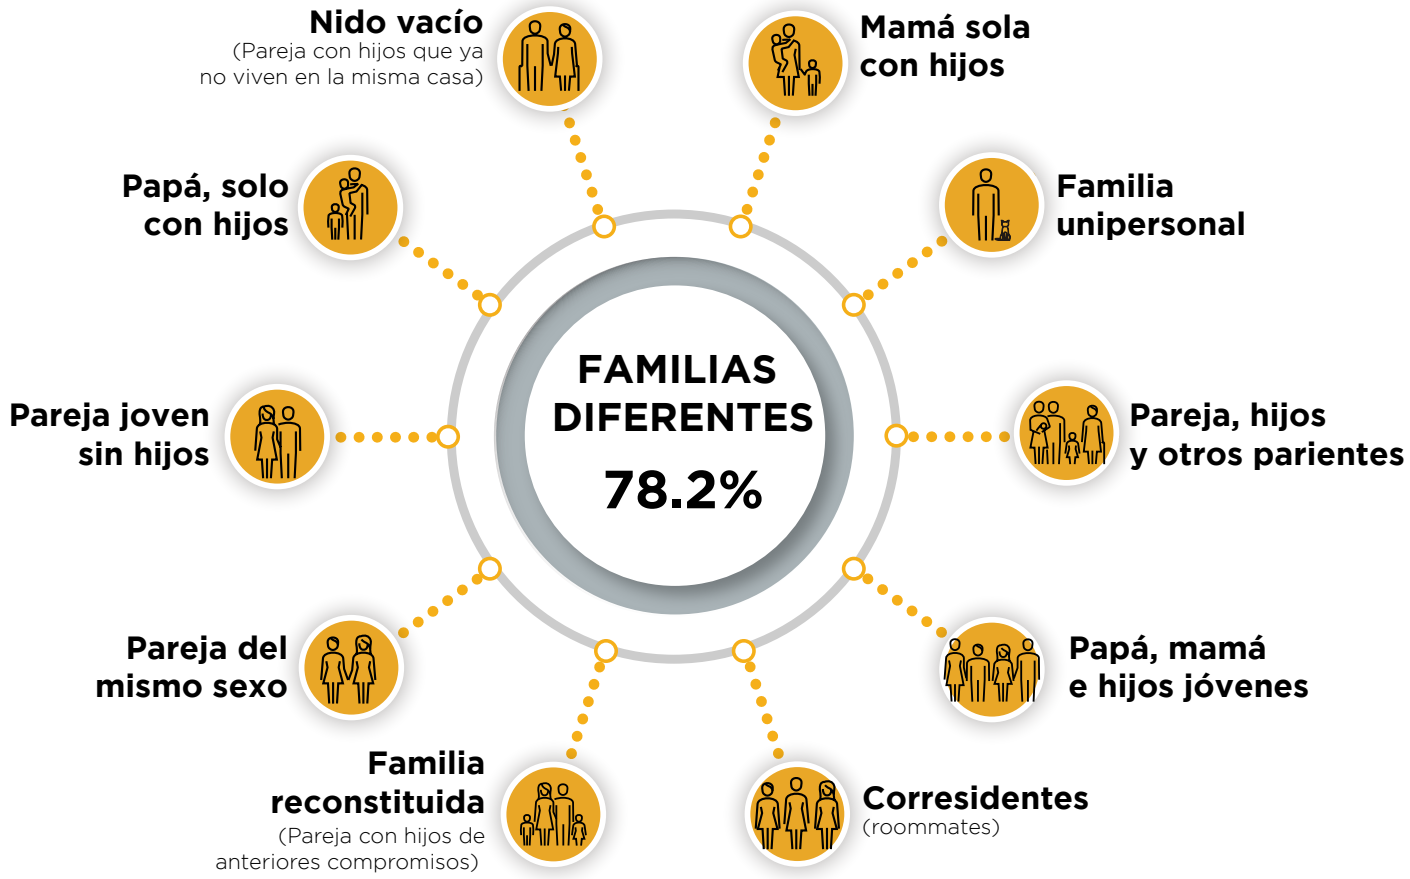 Nido vacío
(Pareja con hijos que ya
no viven en la misma casa)
Mamá sola
con hijos
Papá, solo
con hijos
Familia
unipersonal
FAMILIAS
DIFERENTES
78.2%
Pareja joven
sin hijos
Pareja, hijos
y otros parientes
Pareja del
mismo sexo
Papá, mamá
e hijos jóvenes
Familia
reconstituida
(Pareja con hijos de
anteriores compromisos)
Corresidentes
(roommates)